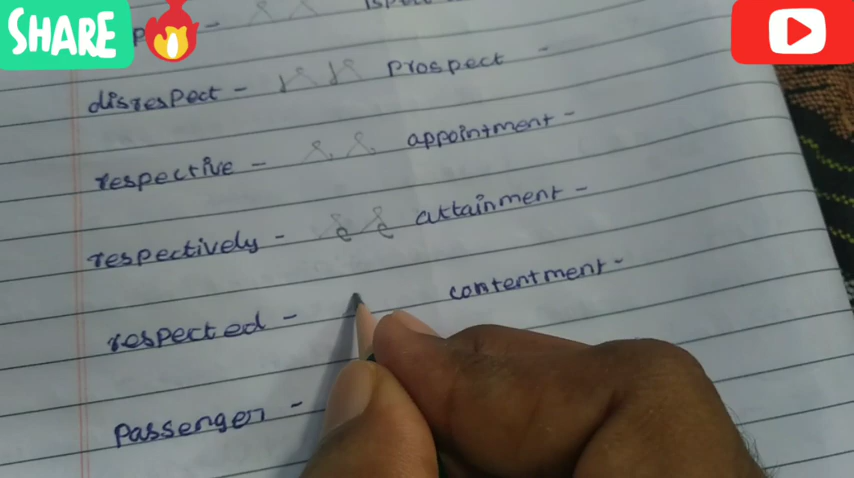 SHARE
disrespect - prospect -
respective - appointment -
respectively - attainment -
respected - contentment -
Passenger -